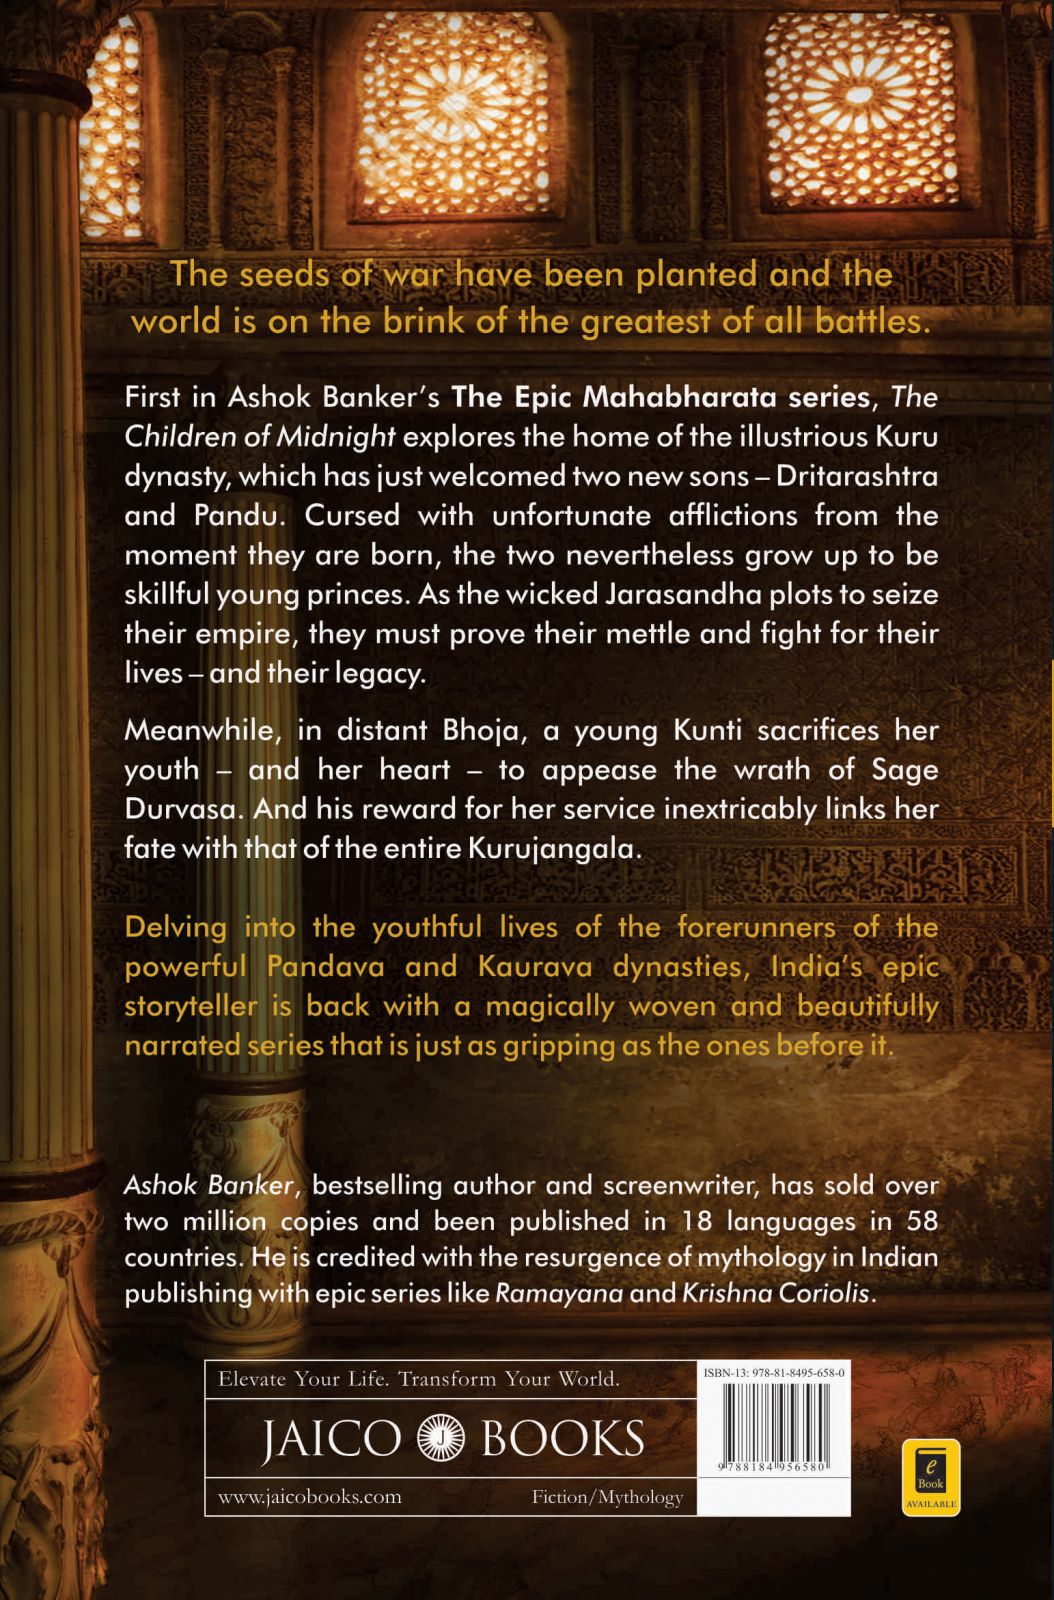 The seeds of war have been planted and the
world is on the brink of the greatest of all battles.
First in Ashok Banker's The Epic Mahabharata series, The
Children of Midnight explores the home of the illustrious Kuru
dynasty, which has just welcomed two new sons – Dritarashtra
and Pandu. Cursed with unfortunate afflictions from the
moment they are born, the two nevertheless grow up to be
skillful young princes. As the wicked Jarasandha plots to seize
their empire, they must prove their mettle and fight for their
lives – and their legacy.
Meanwhile, in distant Bhoja, a young Kunti sacrifices her
youth – and her heart – to appease the wrath of Sage
Durvasa. And his reward for her service inextricably links her
fate with that of the entire Kurujangala.
Delving into the youthful lives of the forerunners of the
powerful Pandava and Kaurava dynasties, India's epic
storyteller is back with a magically woven and beautifully
narrated series that is just as gripping as the ones before it.
Ashok Banker, bestselling author and screenwriter, has sold over
two million copies and been published in 18 languages in 58
countries. He is credited with the resurgence of mythology in Indian
publishing with epic series like Ramayana and Krishna Coriolis.
Elevate Your Life. Transform Your World.
JAICO J BOOKS
www.jaicobooks.com Fiction/Mythology
ISBN-13: 978-81-8495-658-0
9 788184 956580
e
Book
AVAILABLE